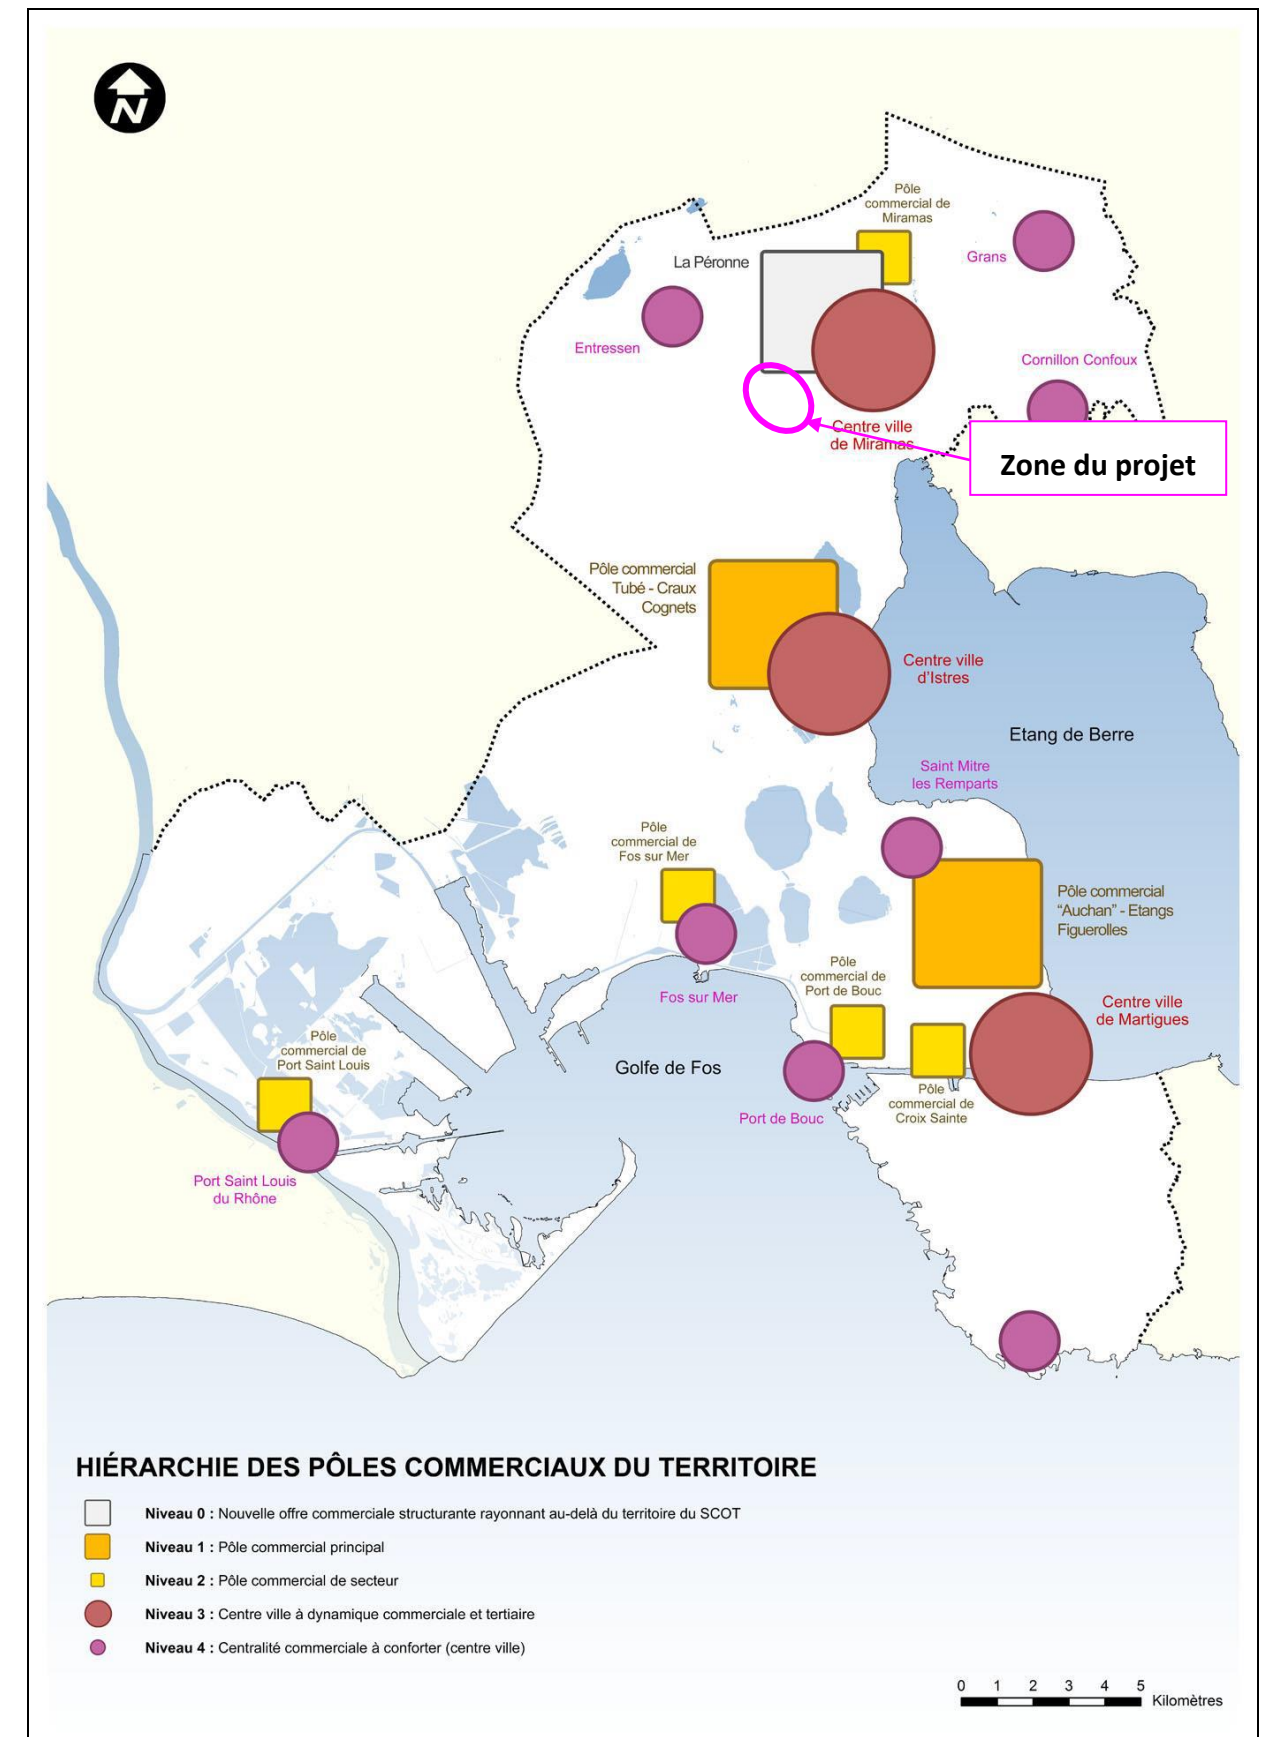 N
Pôle
commercial de
Miramas
Grans
La Péronne
Entressen
Cornillon Confoux
Centre ville
de Miramas
Zone du projet
Pôle commercial
Tubé - Craux
Cognets
Centre ville
d'Istres
Etang de Berre
Saint Mitre
les Remparts
Pôle
commercial de
Fos sur Mer
Pôle commercial
"Auchan" - Etangs
Figuerolles
Pôle
commercial de
Port de Bouc
Fos sur Mer
Centre ville
de Martigues
Pôle
commercial de
Port Saint Louis
Golfe de Fos
Pôle
commercial de
Croix Sainte
Port de Bouc
Port Saint Louis
du Rhône
HIÉRARCHIE DES PÔLES COMMERCIAUX DU TERRITOIRE
Niveau 0 : Nouvelle offre commerciale structurante rayonnant au-delà du territoire du SCOT
Niveau 1 : Pôle commercial principal
Niveau 2 : Pôle commercial de secteur
Niveau 3 : Centre ville à dynamique commerciale et tertiaire
Niveau 4 : Centralité commerciale à conforter (centre ville)
0 1 2 3 4 5
Kilomètres